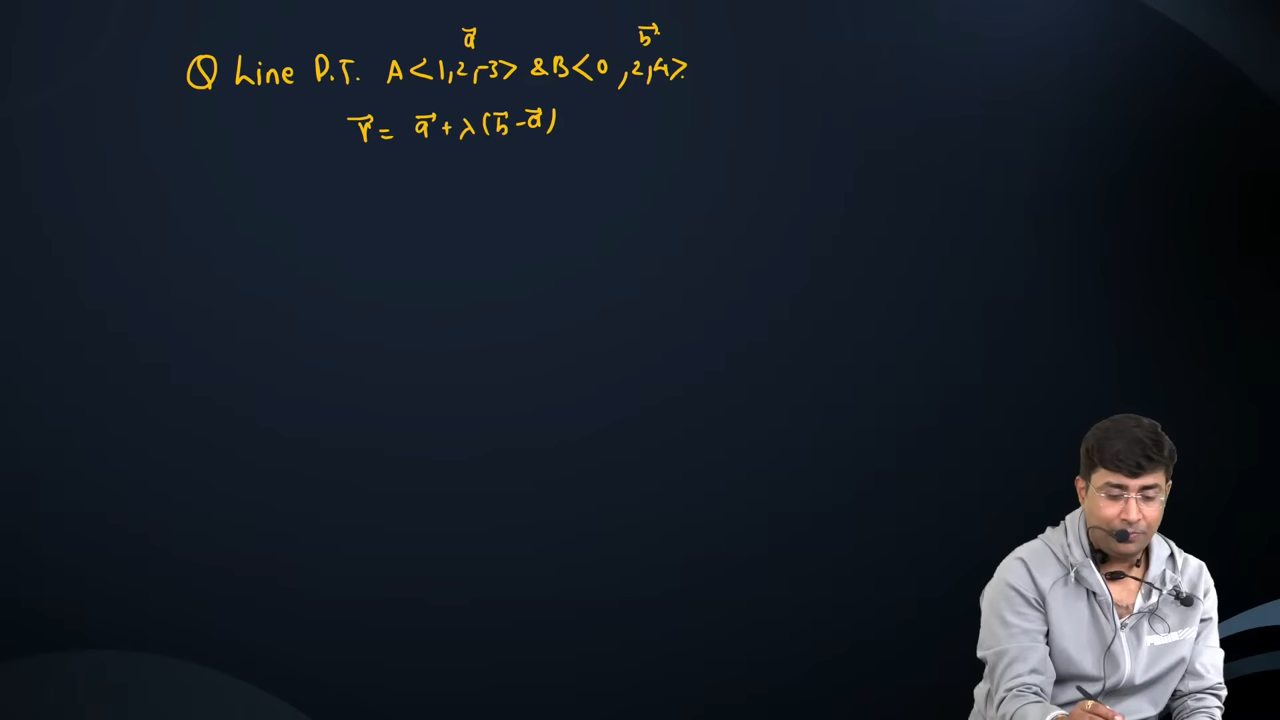 Q Line P.T. A<1,2,-3> & B<0,2,4>.
a⃗ b⃗
r⃗ = a⃗ + λ(b⃗ - a⃗)